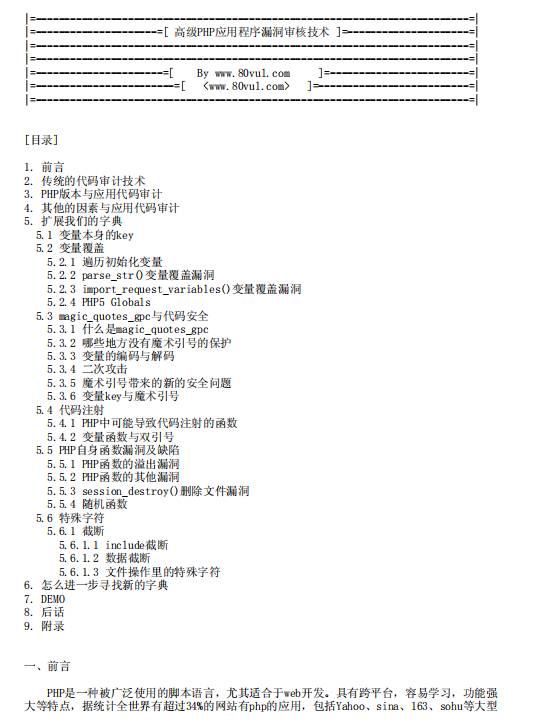 |=---------------------------------------------------------------------------=|
|=---------------------=[ 高级PHP应用程序漏洞审核技术 ]=---------------------=|
|=---------------------------------------------------------------------------=|
|=---------------------------------------------------------------------------=|
|=----------------------=[    By www.80vul.com     ]=------------------------=|
|=------------------------=[   <www.80vul.com>   ]=--------------------------=|
|=---------------------------------------------------------------------------=|
[目录]
1. 前言
2. 传统的代码审计技术
3. PHP版本与应用代码审计
4. 其他的因素与应用代码审计
5. 扩展我们的字典
5.1 变量本身的key
5.2 变量覆盖
5.2.1 遍历初始化变量
5.2.2 parse_str()变量覆盖漏洞
5.2.3 import_request_variables()变量覆盖漏洞
5.2.4 PHP5 Globals
5.3 magic_quotes_gpc与代码安全
5.3.1 什么是magic_quotes_gpc
5.3.2 哪些地方没有魔术引号的保护
5.3.3 变量的编码与解码
5.3.4 二次攻击
5.3.5 魔术引号带来的新的安全问题
5.3.6 变量key与魔术引号
5.4 代码注射
5.4.1 PHP中可能导致代码注射的函数
5.4.2 变量函数与双引号
5.5 PHP自身函数漏洞及缺陷
5.5.1 PHP函数的溢出漏洞
5.5.2 PHP函数的其他漏洞
5.5.3 session_destroy()删除文件漏洞
5.5.4 随机函数
5.6 特殊字符
5.6.1 截断
5.6.1.1 include截断
5.6.1.2 数据截断
5.6.1.3 文件操作里的特殊字符
6. 怎么进一步寻找新的字典
7. DEMO
8. 后话
9. 附录
一、前言
PHP是一种被广泛使用的脚本语言，尤其适合于web开发。具有跨平台，容易学习，功能强
大等特点，据统计全世界有超过34%的网站有php的应用，包括Yahoo、sina、163、sohu等大型